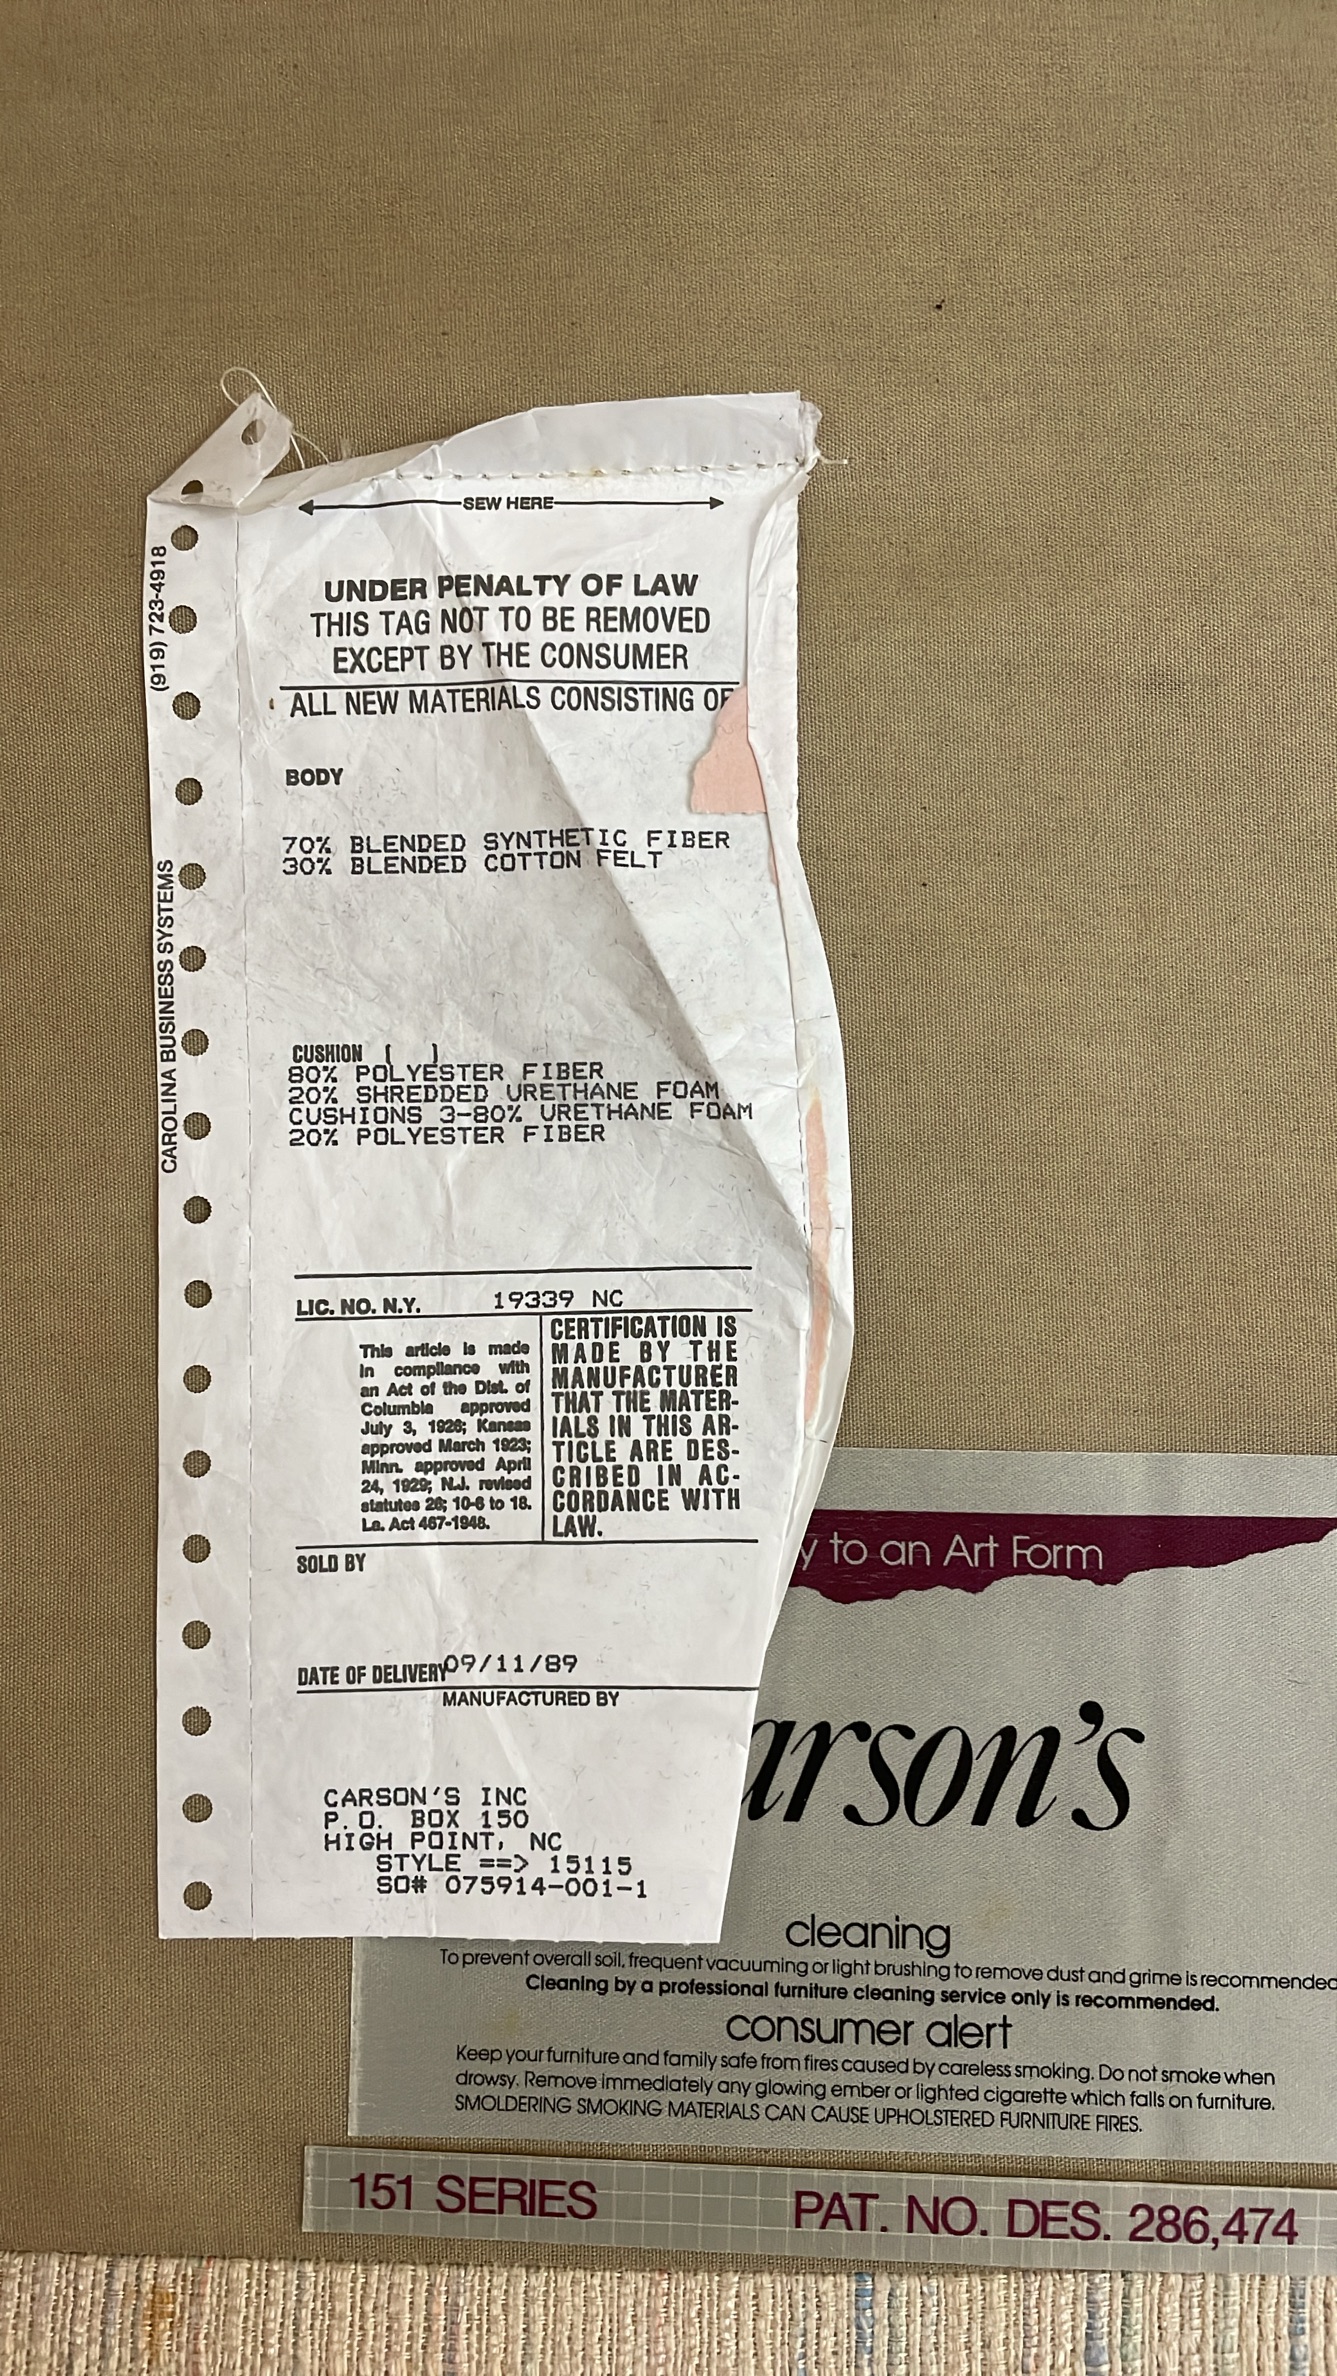 SEW HERE
UNDER PENALTY OF LAW
THIS TAG NOT TO BE REMOVED
EXCEPT BY THE CONSUMER
ALL NEW MATERIALS CONSISTING OF
BODY
70% BLENDED SYNTHETIC FIBER
30% BLENDED COTTON FELT
CUSHION [ ]
80% POLYESTER FIBER
20% SHREDDED URETHANE FOAM
CUSHIONS 3-80% URETHANE FOAM
20% POLYESTER FIBER
LIC. NO. N.Y. 19339 NC
This article is made
in compliance with
an Act of the Dist. of
Columbia approved
July 3, 1926; Kansas
approved March 1923;
Minn. approved April
24, 1929; N.J. revised
statutes 26; 10-6 to 18.
La. Act 467-1948.
CERTIFICATION IS
MADE BY THE
MANUFACTURER
THAT THE MATER-
IALS IN THIS AR-
TICLE ARE DES-
CRIBED IN AC-
CORDANCE WITH
LAW.
SOLD BY
DATE OF DELIVERY 09/11/89
MANUFACTURED BY
CARSON'S INC
P.O. BOX 150
HIGH POINT, NC
STYLE ==> 15115
SO# 075914-001-1
(919) 723-4918
CAROLINA BUSINESS SYSTEMS
y to an Art Form
arson's
cleaning
To prevent overall soil, frequent vacuuming or light brushing to remove dust and grime is recommended
Cleaning by a professional furniture cleaning service only is recommended.
consumer alert
Keep your furniture and family safe from fires caused by careless smoking. Do not smoke when
drowsy. Remove immediately any glowing ember or lighted cigarette which falls on furniture.
SMOLDERING SMOKING MATERIALS CAN CAUSE UPHOLSTERED FURNITURE FIRES.
151 SERIES PAT. NO. DES. 286,474